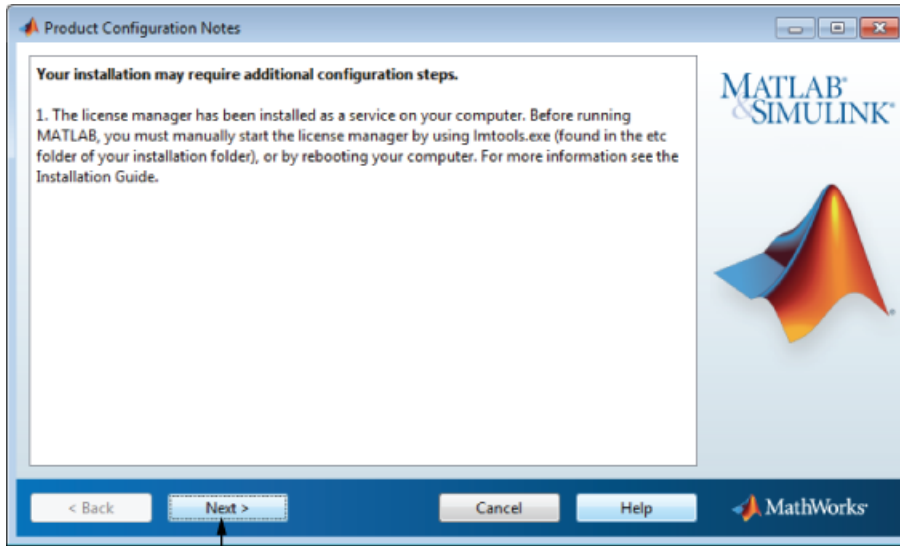 Product Configuration Notes
Your installation may require additional configuration steps.
1. The license manager has been installed as a service on your computer. Before running
MATLAB, you must manually start the license manager by using lmtools.exe (found in the etc
folder of your installation folder), or by rebooting your computer. For more information see the
Installation Guide.
MATLAB®
&SIMULINK®
< Back
Next >
Cancel
Help
MathWorks®